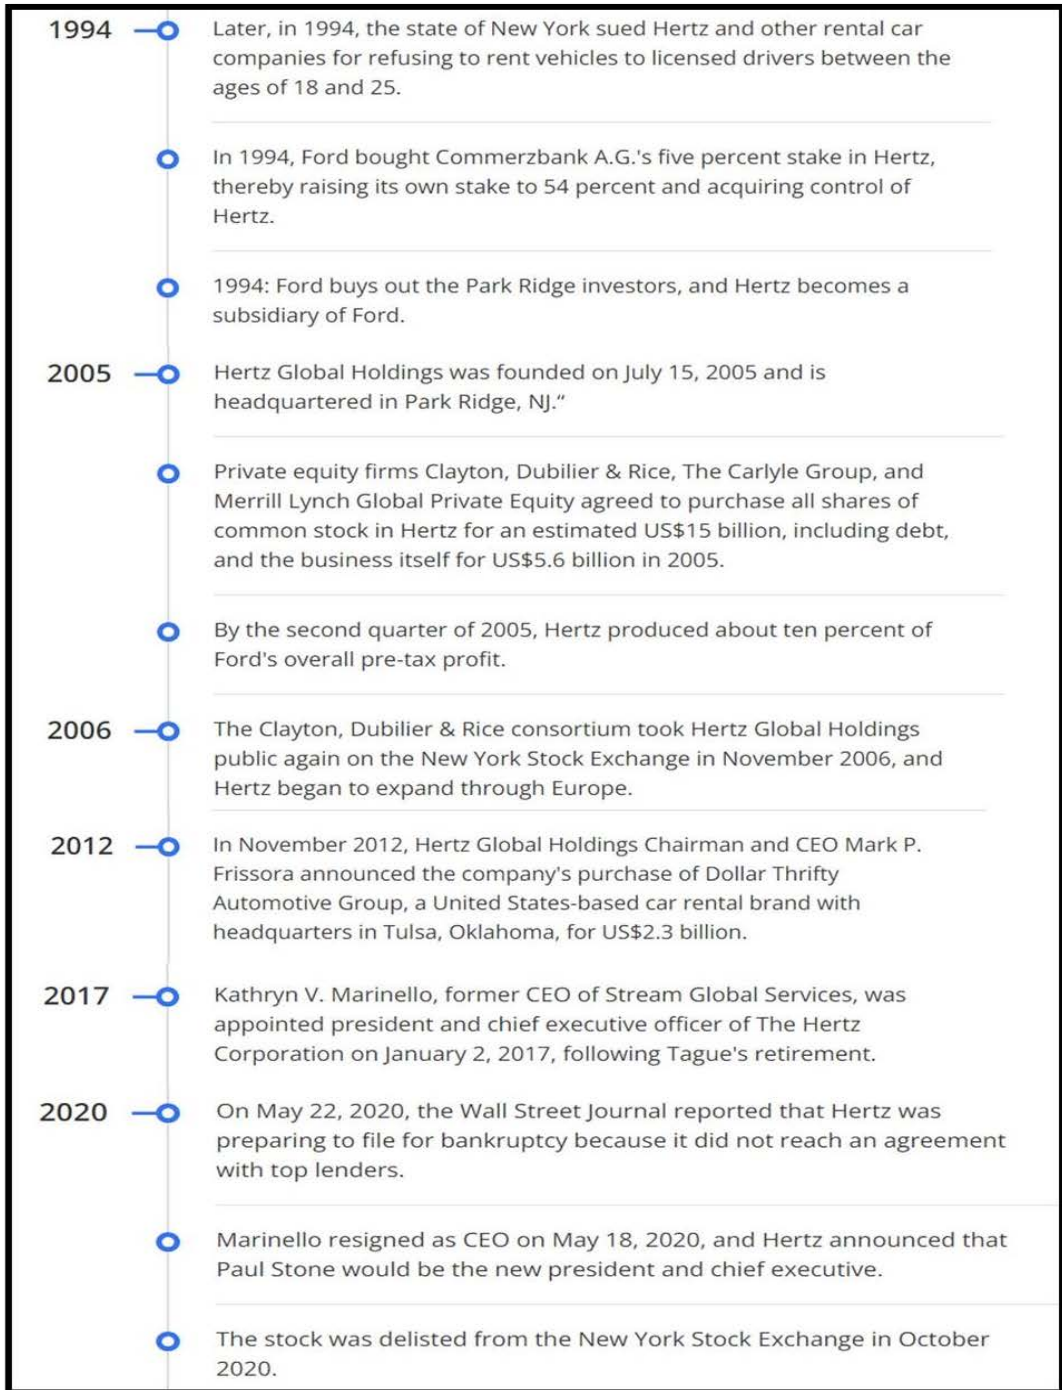 1994
Later, in 1994, the state of New York sued Hertz and other rental car
companies for refusing to rent vehicles to licensed drivers between the
ages of 18 and 25.
In 1994, Ford bought Commerzbank A.G.'s five percent stake in Hertz,
thereby raising its own stake to 54 percent and acquiring control of
Hertz.
1994: Ford buys out the Park Ridge investors, and Hertz becomes a
subsidiary of Ford.
2005
Hertz Global Holdings was founded on July 15, 2005 and is
headquartered in Park Ridge, NJ.“
Private equity firms Clayton, Dubilier & Rice, The Carlyle Group, and
Merrill Lynch Global Private Equity agreed to purchase all shares of
common stock in Hertz for an estimated US$15 billion, including debt,
and the business itself for US$5.6 billion in 2005.
By the second quarter of 2005, Hertz produced about ten percent of
Ford's overall pre-tax profit.
2006
The Clayton, Dubilier & Rice consortium took Hertz Global Holdings
public again on the New York Stock Exchange in November 2006, and
Hertz began to expand through Europe.
2012
In November 2012, Hertz Global Holdings Chairman and CEO Mark P.
Frissora announced the company's purchase of Dollar Thrifty
Automotive Group, a United States-based car rental brand with
headquarters in Tulsa, Oklahoma, for US$2.3 billion.
2017
Kathryn V. Marinello, former CEO of Stream Global Services, was
appointed president and chief executive officer of The Hertz
Corporation on January 2, 2017, following Tague's retirement.
2020
On May 22, 2020, the Wall Street Journal reported that Hertz was
preparing to file for bankruptcy because it did not reach an agreement
with top lenders.
Marinello resigned as CEO on May 18, 2020, and Hertz announced that
Paul Stone would be the new president and chief executive.
The stock was delisted from the New York Stock Exchange in October
2020.